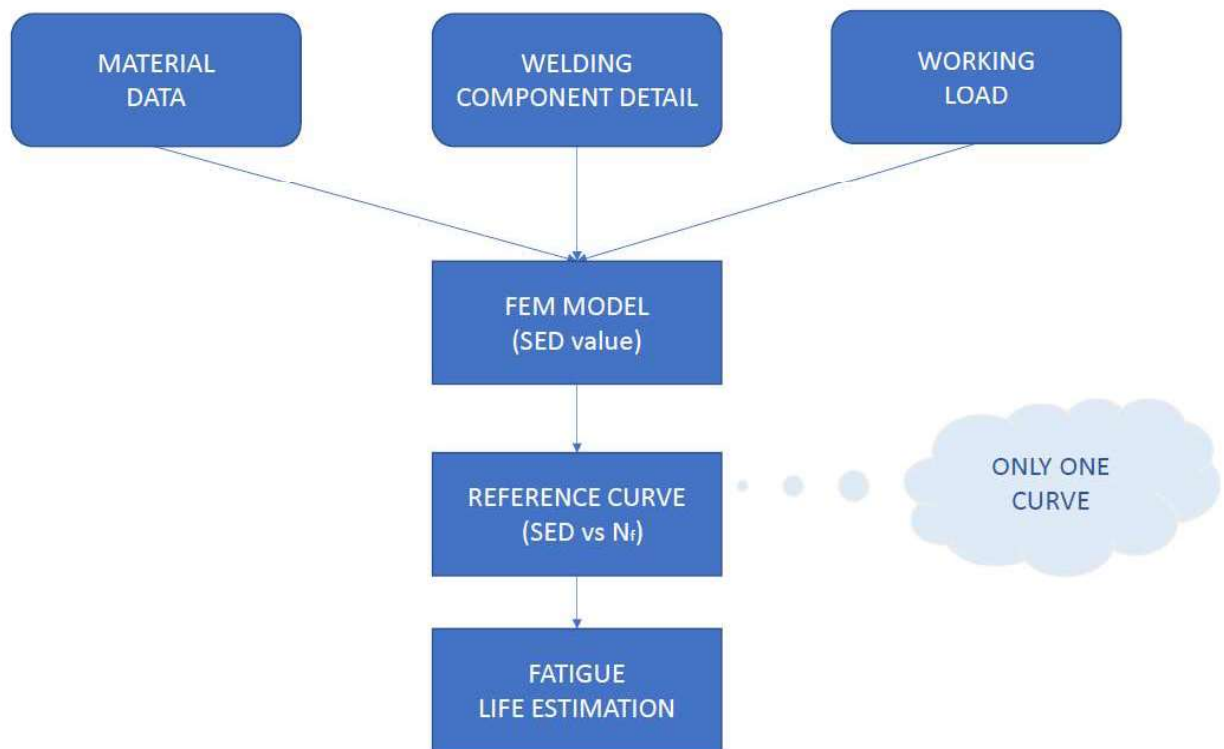 MATERIAL
DATA
WELDING
COMPONENT DETAIL
WORKING
LOAD
FEM MODEL
(SED value)
REFERENCE CURVE
(SED vs Nf)
ONLY ONE
CURVE
FATIGUE
LIFE ESTIMATION